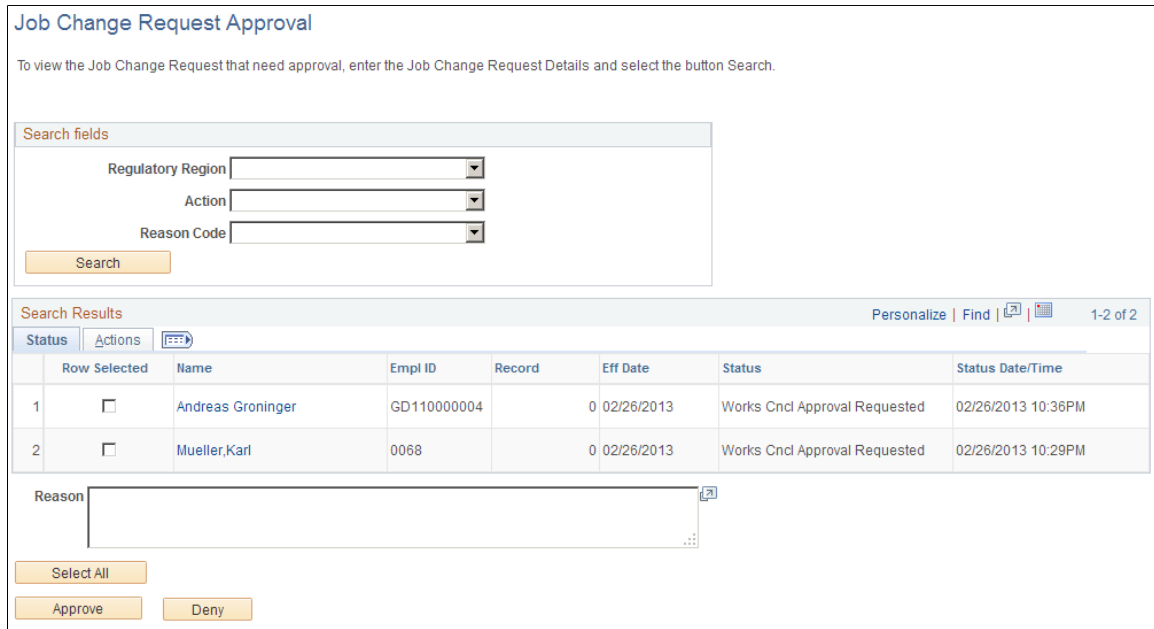 Job Change Request Approval
To view the Job Change Request that need approval, enter the Job Change Request Details and select the button Search.
Search fields
Regulatory Region
Action
Reason Code
Search
Search Results Personalize | Find | | 1-2 of 2
Status Actions
Row Selected Name Empl ID Record Eff Date Status Status Date/Time
1 Andreas Groninger GD110000004 0 02/26/2013 Works Cncl Approval Requested 02/26/2013 10:36PM
2 Mueller,Karl 0068 0 02/26/2013 Works Cncl Approval Requested 02/26/2013 10:29PM
Reason
Select All
Approve Deny